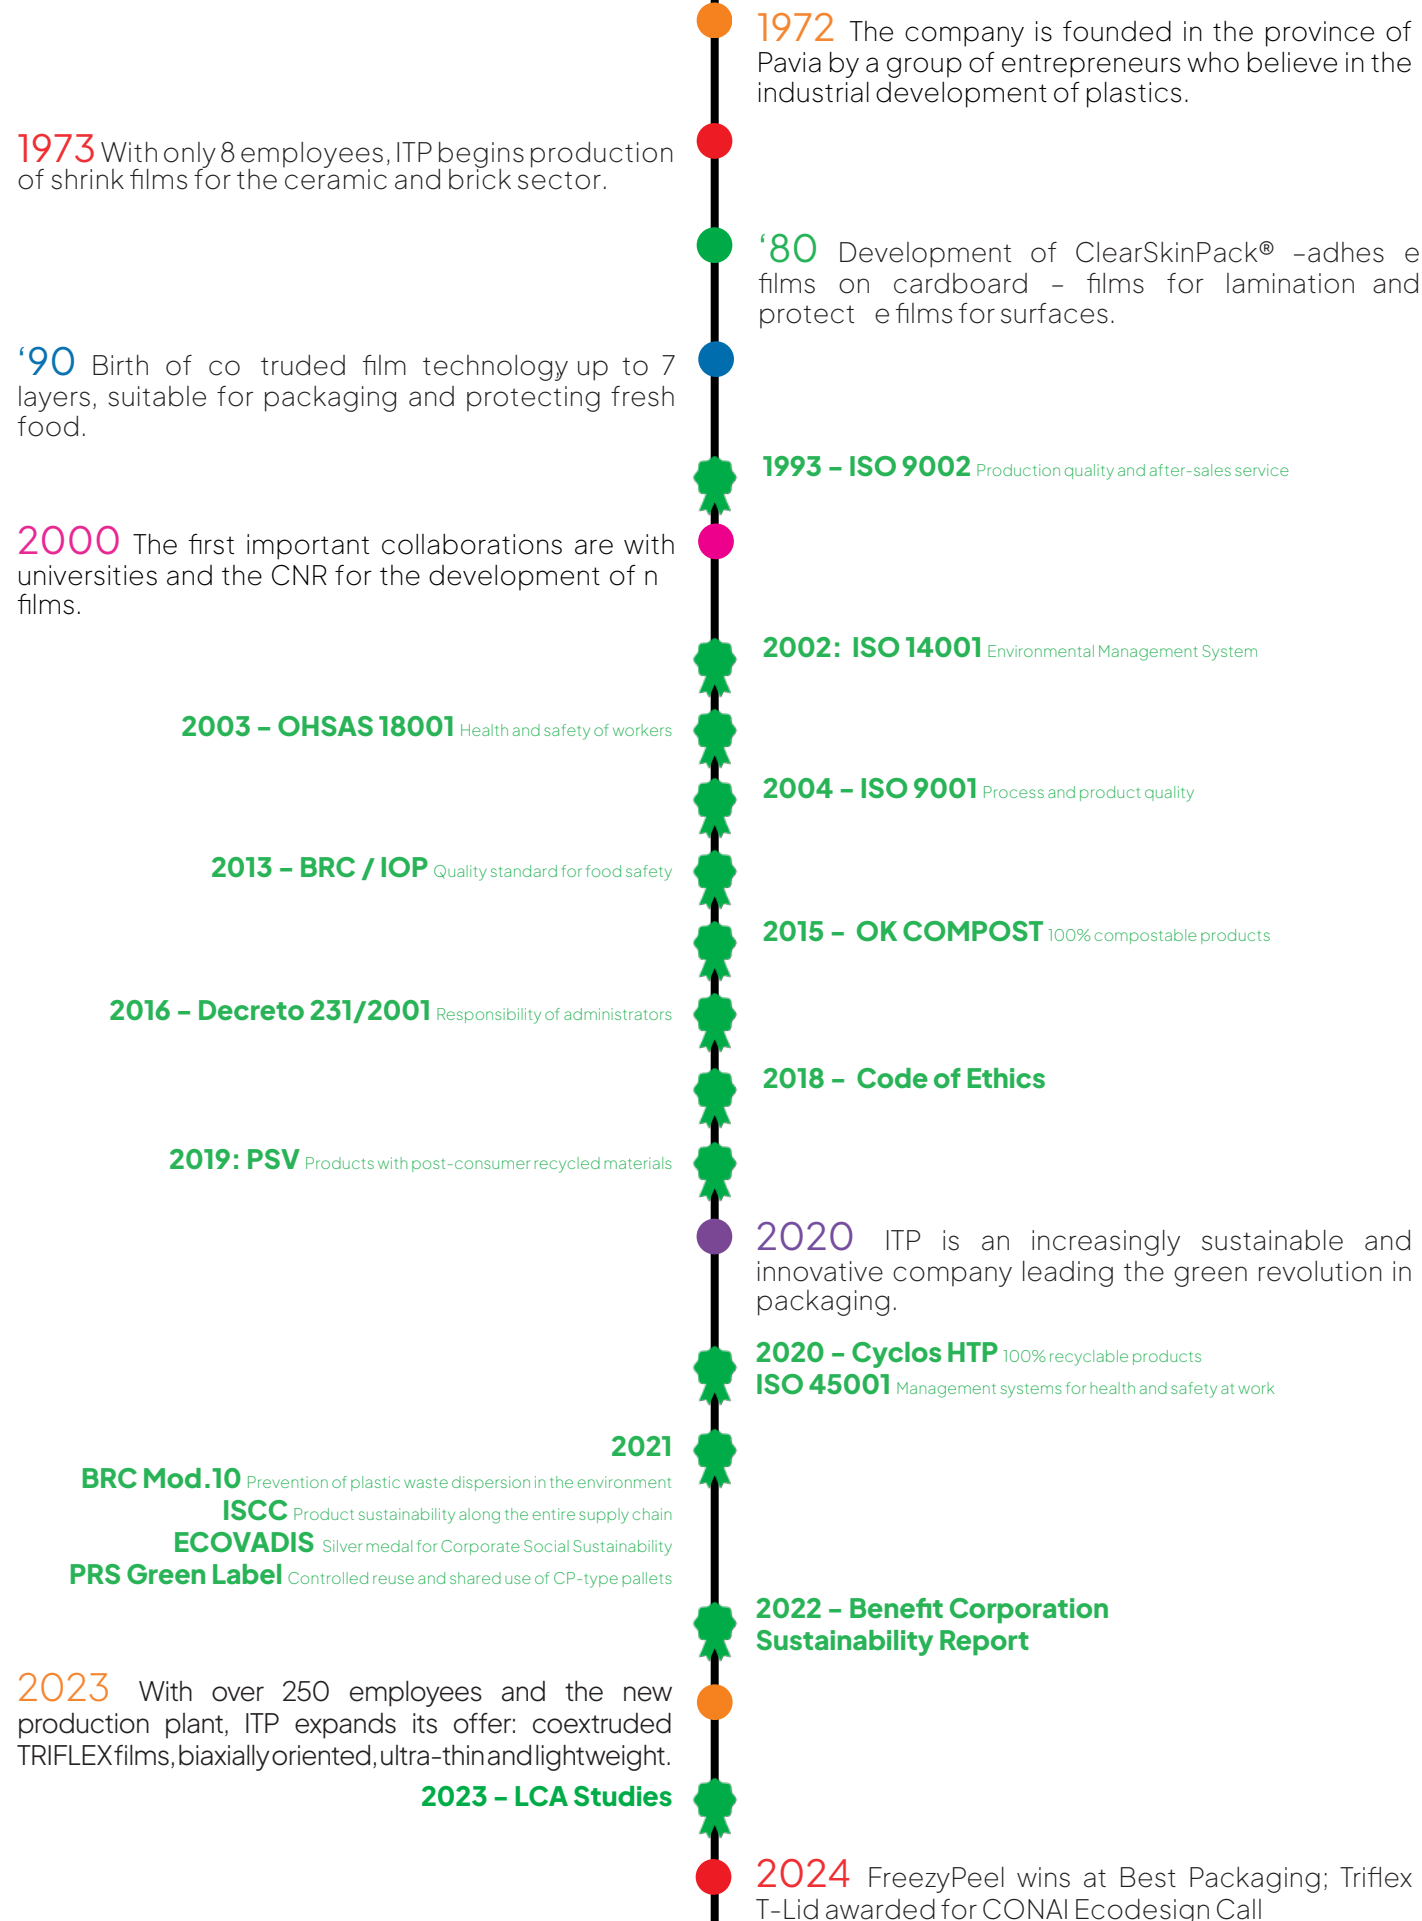 1972 The company is founded in the province of
Pavia by a group of entrepreneurs who believe in the
industrial development of plastics.
1973 With only 8 employees, ITP begins production
of shrink films for the ceramic and brick sector.
‘80 Development of ClearSkinPack® –adhes e
films on cardboard – films for lamination and
protect e films for surfaces.
‘90 Birth of co truded film technology, up to 7
layers, suitable for packaging and protecting fresh
food.
1993 – ISO 9002 Production quality and after-sales service
2000 The first important collaborations are with
universities and the CNR for the development of n
films.
2002: ISO 14001 Environmental Management System
2003 – OHSAS 18001 Health and safety of workers
2004 – ISO 9001 Process and product quality
2013 – BRC / IOP Quality standard for food safety
2015 – OK COMPOST 100% compostable products
2016 – Decreto 231/2001 Responsibility of administrators
2018 – Code of Ethics
2019: PSV Products with post-consumer recycled materials
2020 ITP is an increasingly sustainable and
innovative company leading the green revolution in
packaging.
2020 – Cyclos HTP 100% recyclable products
ISO 45001 Management systems for health and safety at work
2021
BRC Mod.10 Prevention of plastic waste dispersion in the environment
ISCC Product sustainability along the entire supply chain
ECOVADIS Silver medal for Corporate Social Sustainability
PRS Green Label Controlled reuse and shared use of CP-type pallets
2022 – Benefit Corporation
Sustainability Report
2023 With over 250 employees and the new
production plant, ITP expands its offer: coextruded
TRIFLEX films, biaxially oriented, ultra-thin and lightweight.
2023 – LCA Studies
2024 FreezyPeel wins at Best Packaging; Triflex
T-Lid awarded for CONAI Ecodesign Call